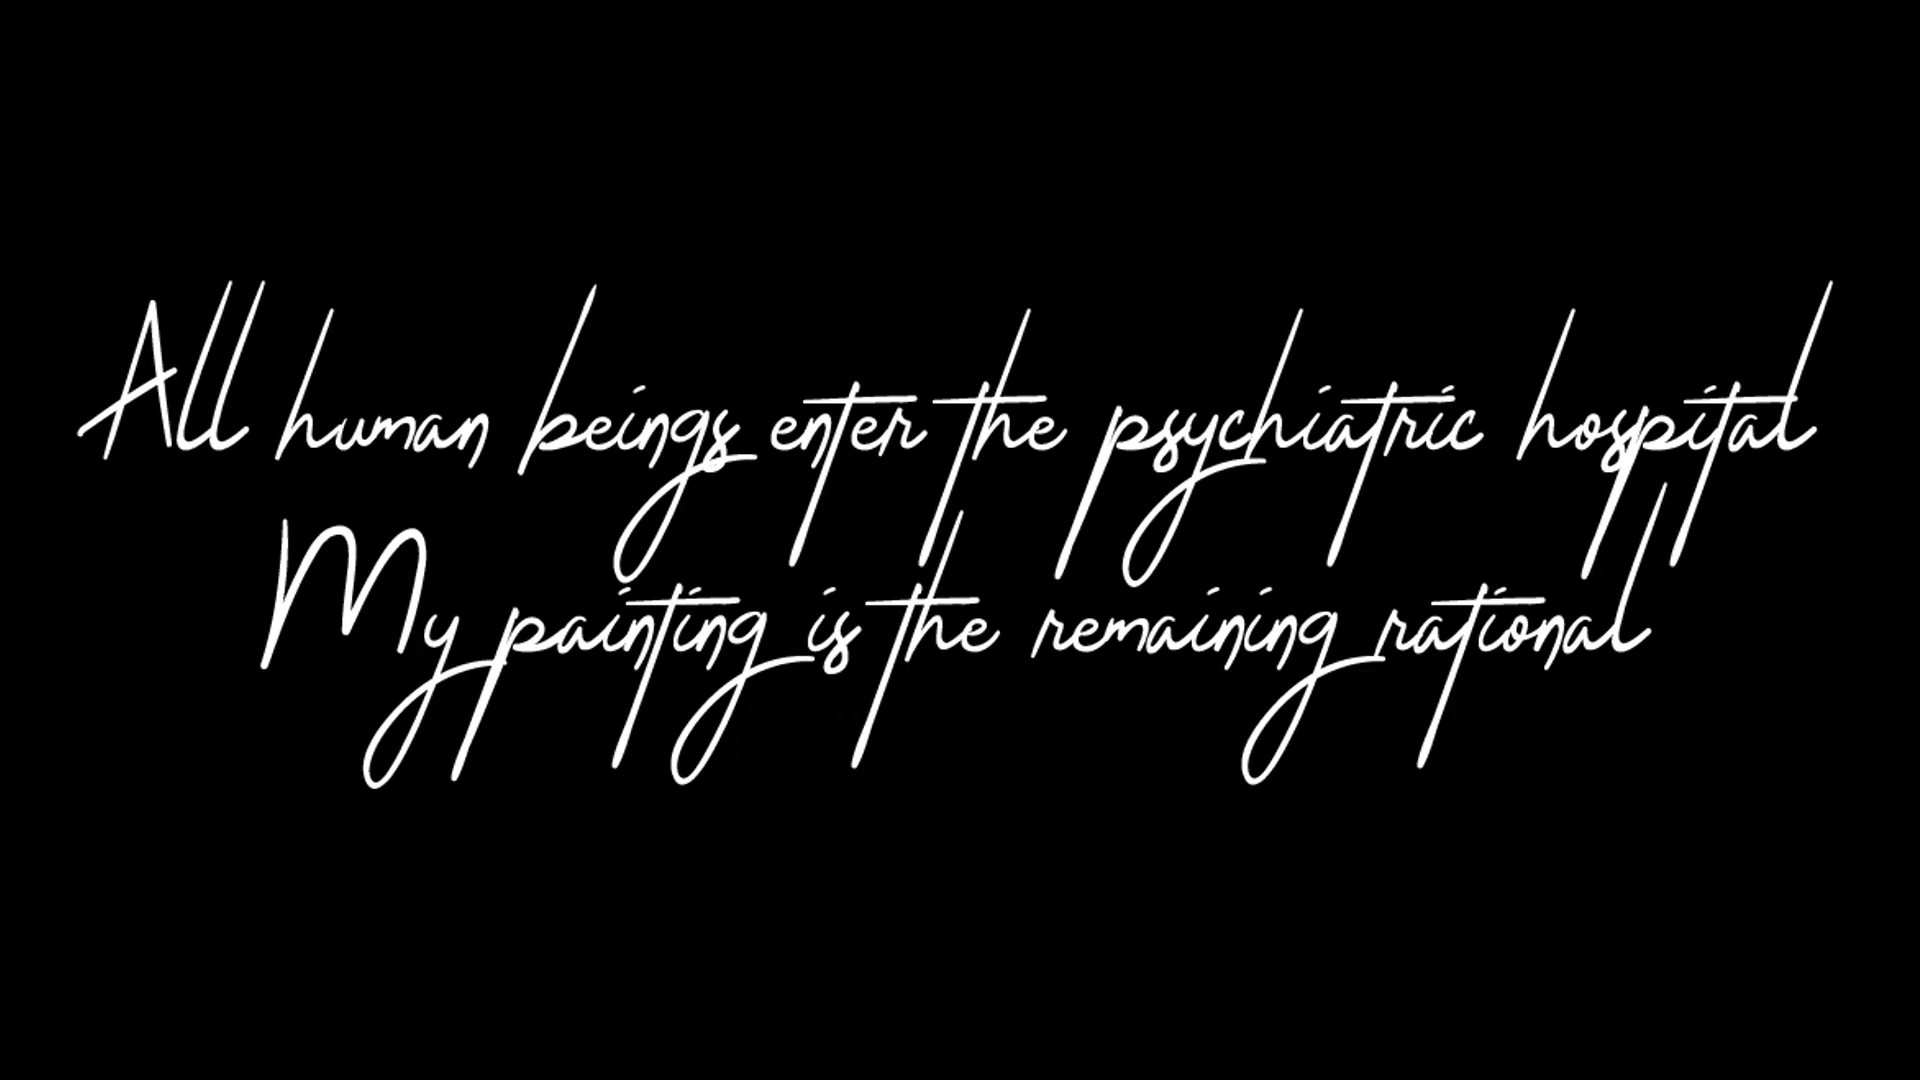 All human beings enter the psychiatric hospital
My painting is the remaining rational